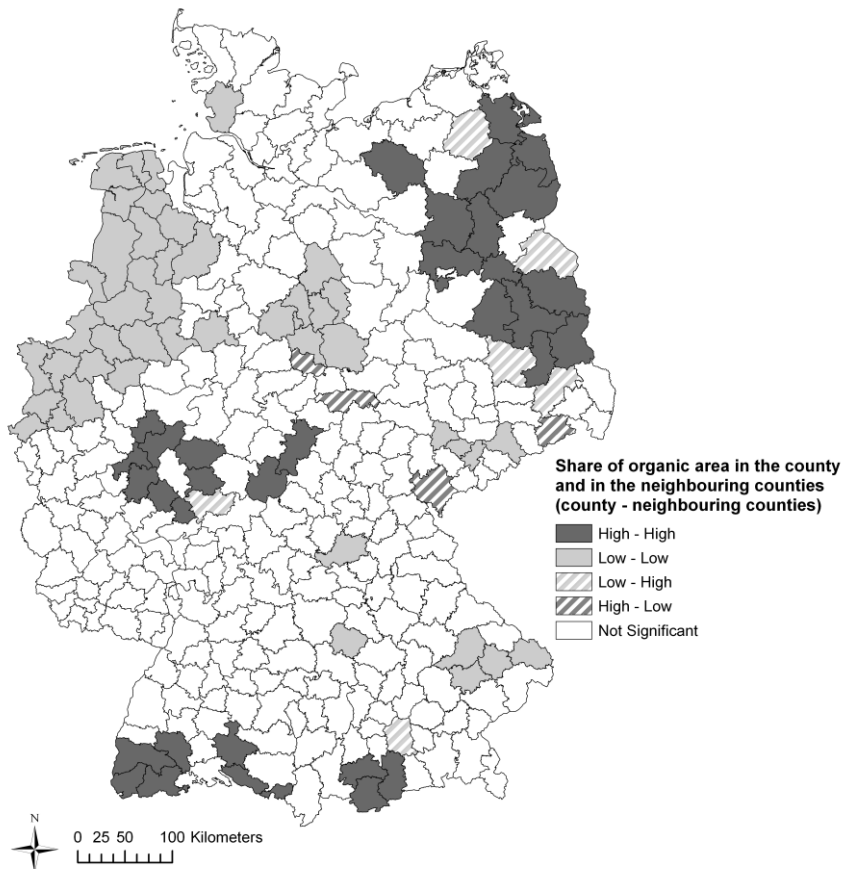 Share of organic area in the county
and in the neighbouring counties
(county - neighbouring counties)
High - High
Low - Low
Low - High
High - Low
Not Significant
N
0 25 50 100 Kilometers